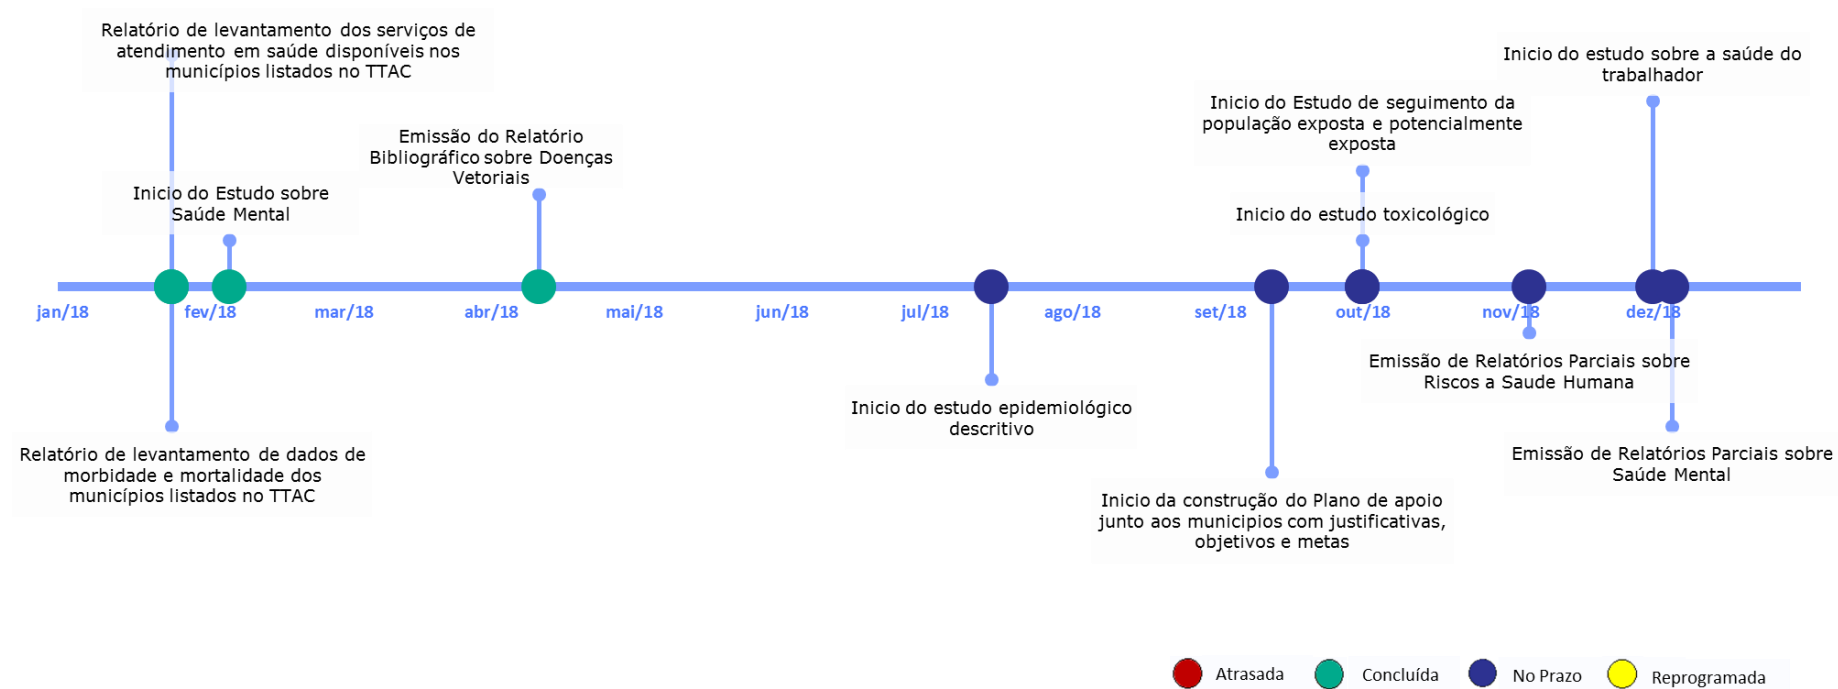 Relatório de levantamento dos serviços de
atendimento em saúde disponíveis nos
municípios listados no TTAC
Inicio do Estudo sobre
Saúde Mental
Emissão do Relatório
Bibliográfico sobre Doenças
Vetoriais
Inicio do Estudo de seguimento da
população exposta e potencialmente
exposta
Inicio do estudo toxicológico
Inicio do estudo sobre a saúde do
trabalhador
jan/18
fev/18
mar/18
abr/18
mai/18
jun/18
jul/18
ago/18
set/18
out/18
nov/18
dez/18
Relatório de levantamento de dados de
morbidade e mortalidade dos
municípios listados no TTAC
Inicio do estudo epidemiológico
descritivo
Inicio da construção do Plano de apoio
junto aos municipios com justificativas,
objetivos e metas
Emissão de Relatórios Parciais sobre
Riscos a Saude Humana
Emissão de Relatórios Parciais sobre
Saúde Mental
Atrasada
Concluída
No Prazo
Reprogramada